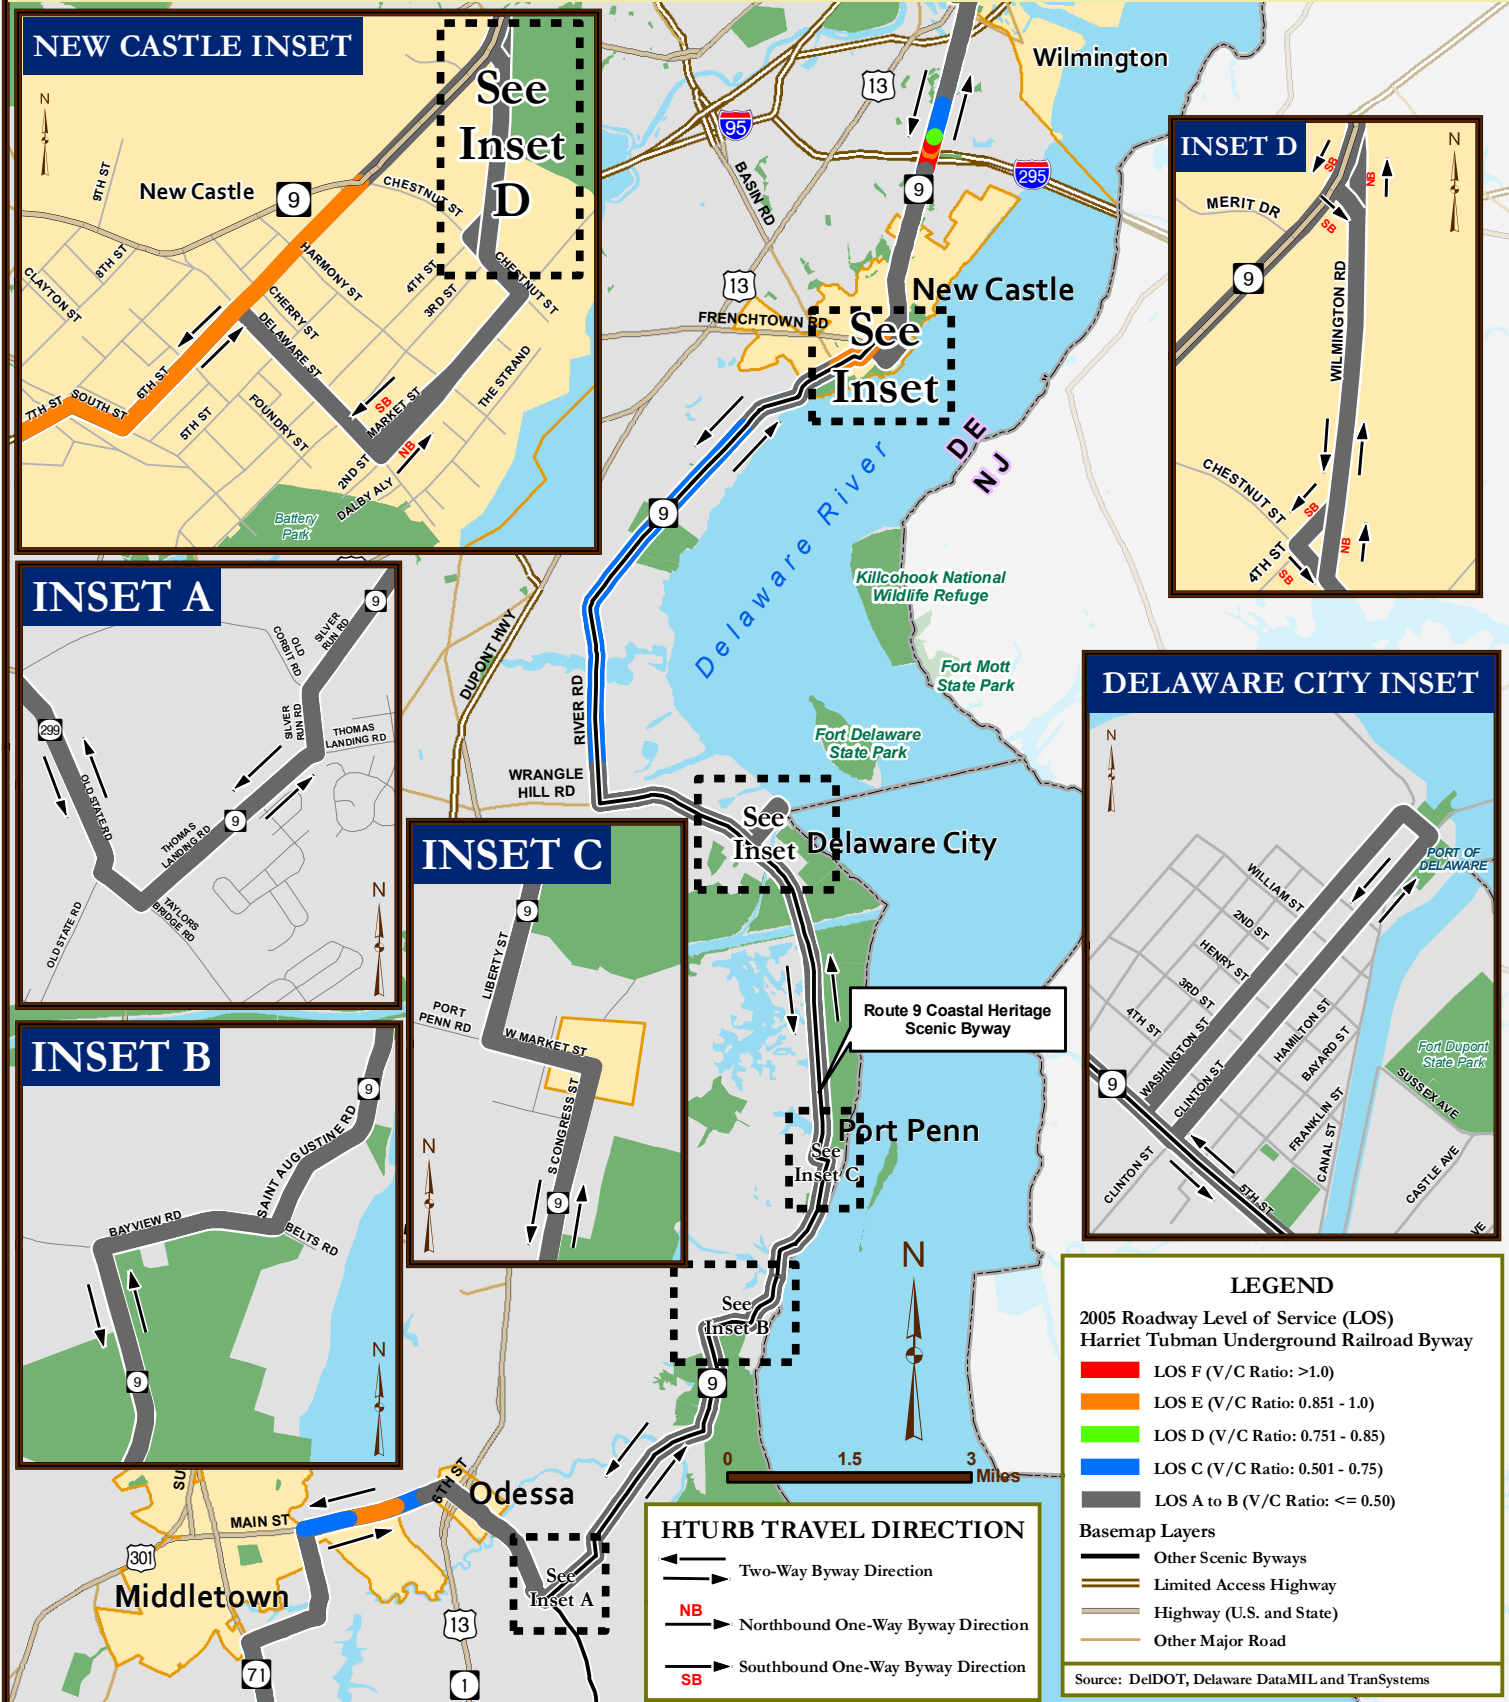 NEW CASTLE INSET
N
New Castle
9
See
Inset
D
9TH ST
8TH ST
CLAYTON ST
CHESTNUT ST
HARMONY ST
4TH ST
3RD ST
CHESTNUT ST
CHERRY ST
DELAWARE ST
THE STRAND
7TH ST
SOUTH ST
6TH ST
5TH ST
FOUNDRY ST
SB
MARKET ST
NB
2ND ST
DALBY ALY
Battery
Park
Wilmington
13
95
295
BASIN RD
9
13
New Castle
FRENCHTOWN RD
See
Inset
DE
NJ
Delaware River
9
Killcohook National
Wildlife Refuge
Fort Mott
State Park
Fort Delaware
State Park
DUPONT HWY
RIVER RD
WRANGLE
HILL RD
See
Inset
Delaware City
Route 9 Coastal Heritage
Scenic Byway
Port Penn
See
Inset C
See
Inset B
9
N
0
1.5
3
Miles
SU
6TH ST
Odessa
MAIN ST
301
Middletown
See
Inset A
13
1
71
INSET D
N
SB
NB
SB
MERIT DR
9
WILMINGTON RD
CHESTNUT ST
SB
4TH ST
SB
NB
INSET A
9
SILVER
RUN RD
OLD
CORBIT RD
SILVER
RUN RD
THOMAS
LANDING RD
299
OLD STATE RD
9
THOMAS
LANDING RD
TAYLORS
BRIDGE RD
OLD STATE RD
N
INSET B
9
SAINT AUGUSTINE RD
BAYVIEW RD
BELTS RD
N
9
INSET C
9
LIBERTY ST
PORT
PENN RD
W MARKET ST
S CONGRESS ST
N
9
DELAWARE CITY INSET
N
PORT OF
DELAWARE
WILLIAM ST
2ND ST
HENRY ST
3RD ST
4TH ST
WASHINGTON ST
HAMILTON ST
BAYARD ST
CLINTON ST
9
Fort Dupont
State Park
SUSSEX AVE
FRANKLIN ST
CANAL ST
CLINTON ST
5TH ST
CASTLE AVE
VE
LEGEND
2005 Roadway Level of Service (LOS)
Harriet Tubman Underground Railroad Byway
LOS F (V/C Ratio: >1.0)
LOS E (V/C Ratio: 0.851 - 1.0)
LOS D (V/C Ratio: 0.751 - 0.85)
LOS C (V/C Ratio: 0.501 - 0.75)
LOS A to B (V/C Ratio: <= 0.50)
Basemap Layers
Other Scenic Byways
Limited Access Highway
Highway (U.S. and State)
Other Major Road
Source: DelDOT, Delaware DataMIL and TranSystems
HTURB TRAVEL DIRECTION
Two-Way Byway Direction
NB
Northbound One-Way Byway Direction
Southbound One-Way Byway Direction
SB